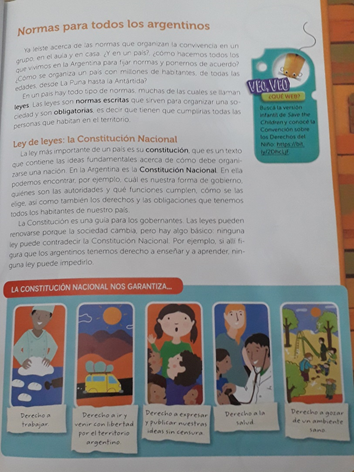 Normas para todos los argentinos
Ya leíste acerca de las normas que organizan la convivencia en un
grupo: en el aula y en casa. ¿Y en un país?, ¿cómo hacemos todos los
que vivimos en la Argentina para fijar normas y ponernos de acuerdo?
¿Cómo se organiza un país con millones de habitantes, de todas las
edades, desde La Puna hasta la Antártida?
En un país hay todo tipo de normas, muchas de las cuales se llaman
leyes. Las leyes son normas escritas que sirven para organizar una so-
ciedad y son obligatorias, es decir que tienen que cumplirlas todas las
personas que habitan en el territorio.
VEO, VEO
¿QUÉ WEB?
Buscá la versión
infantil de Save the
Children y conocé la
Convención sobre
los Derechos del
Niño:
Ley de leyes: la Constitución Nacional
La ley más importante de un país es su constitución, que es un texto
que contiene las ideas fundamentales acerca de cómo debe organi-
zarse una nación. En la Argentina es la Constitución Nacional. En ella
podemos encontrar, por ejemplo, cuál es nuestra forma de gobierno,
quiénes son las autoridades y qué funciones cumplen, cómo se las
elige, así como también los derechos y las obligaciones que tenemos
todos los habitantes de nuestro país.
La Constitución es una guía para los gobernantes. Las leyes pueden
renovarse porque la sociedad cambia, pero hay algo básico: ninguna
ley puede contradecir la Constitución Nacional. Por ejemplo, si allí fi-
gura que los argentinos tenemos derecho a enseñar y a aprender, nin-
guna ley puede impedirlo.
LA CONSTITUCIÓN NACIONAL NOS GARANTIZA...
Derecho a
trabajar.
Derecho a ir y
venir con libertad
por el territorio
argentino.
Derecho a expresar
y publicar nuestras
ideas sin censura.
Derecho a la
salud.
Derecho a gozar
de un ambiente
sano.